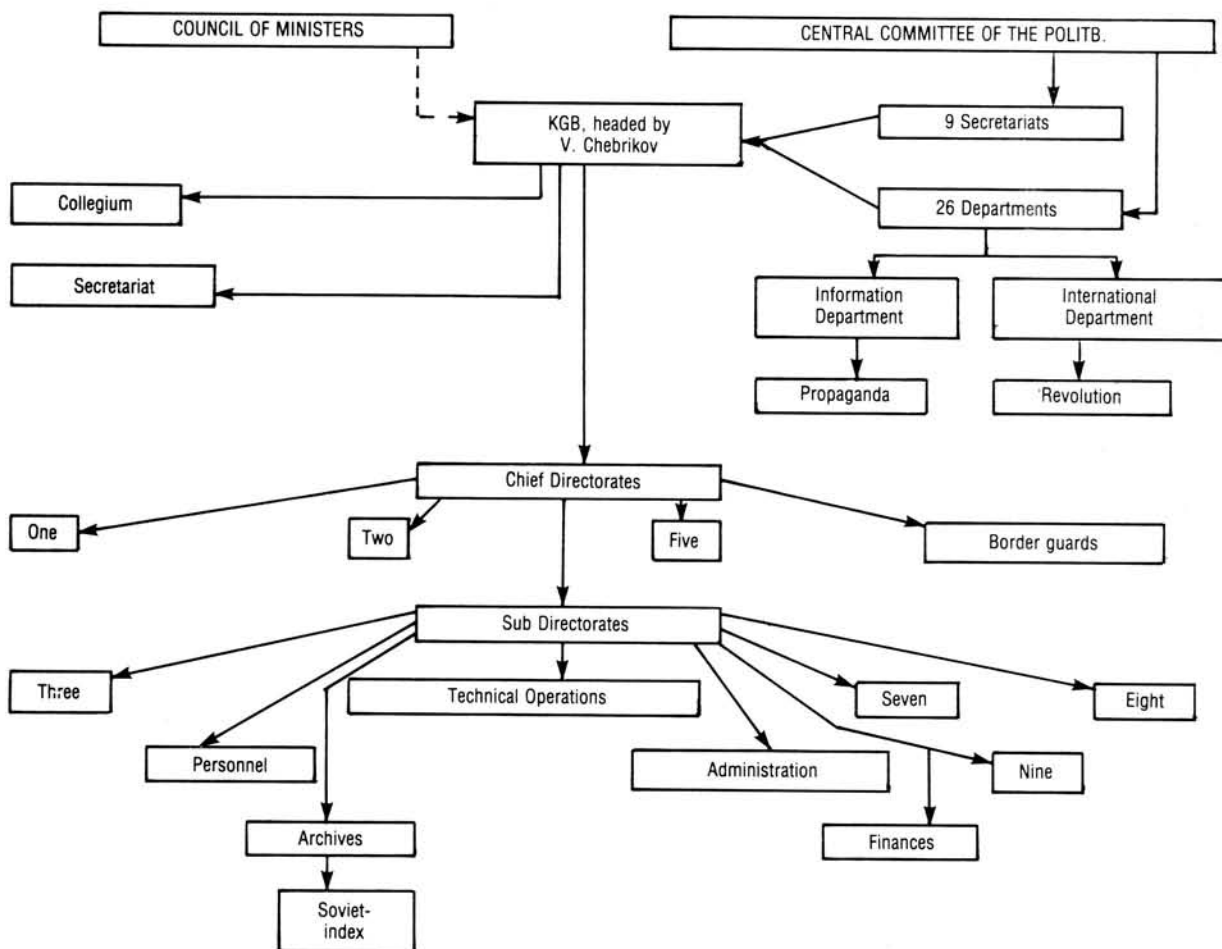 COUNCIL OF MINISTERS
CENTRAL COMMITTEE OF THE POLITB.
KGB, headed by
V. Chebrikov
9 Secretariats
Collegium
26 Departments
Secretariat
Information
Department
International
Department
Propaganda
Revolution
Chief Directorates
One
Two
Five
Border guards
Sub Directorates
Three
Technical Operations
Seven
Eight
Personnel
Administration
Nine
Archives
Finances
Soviet-
index